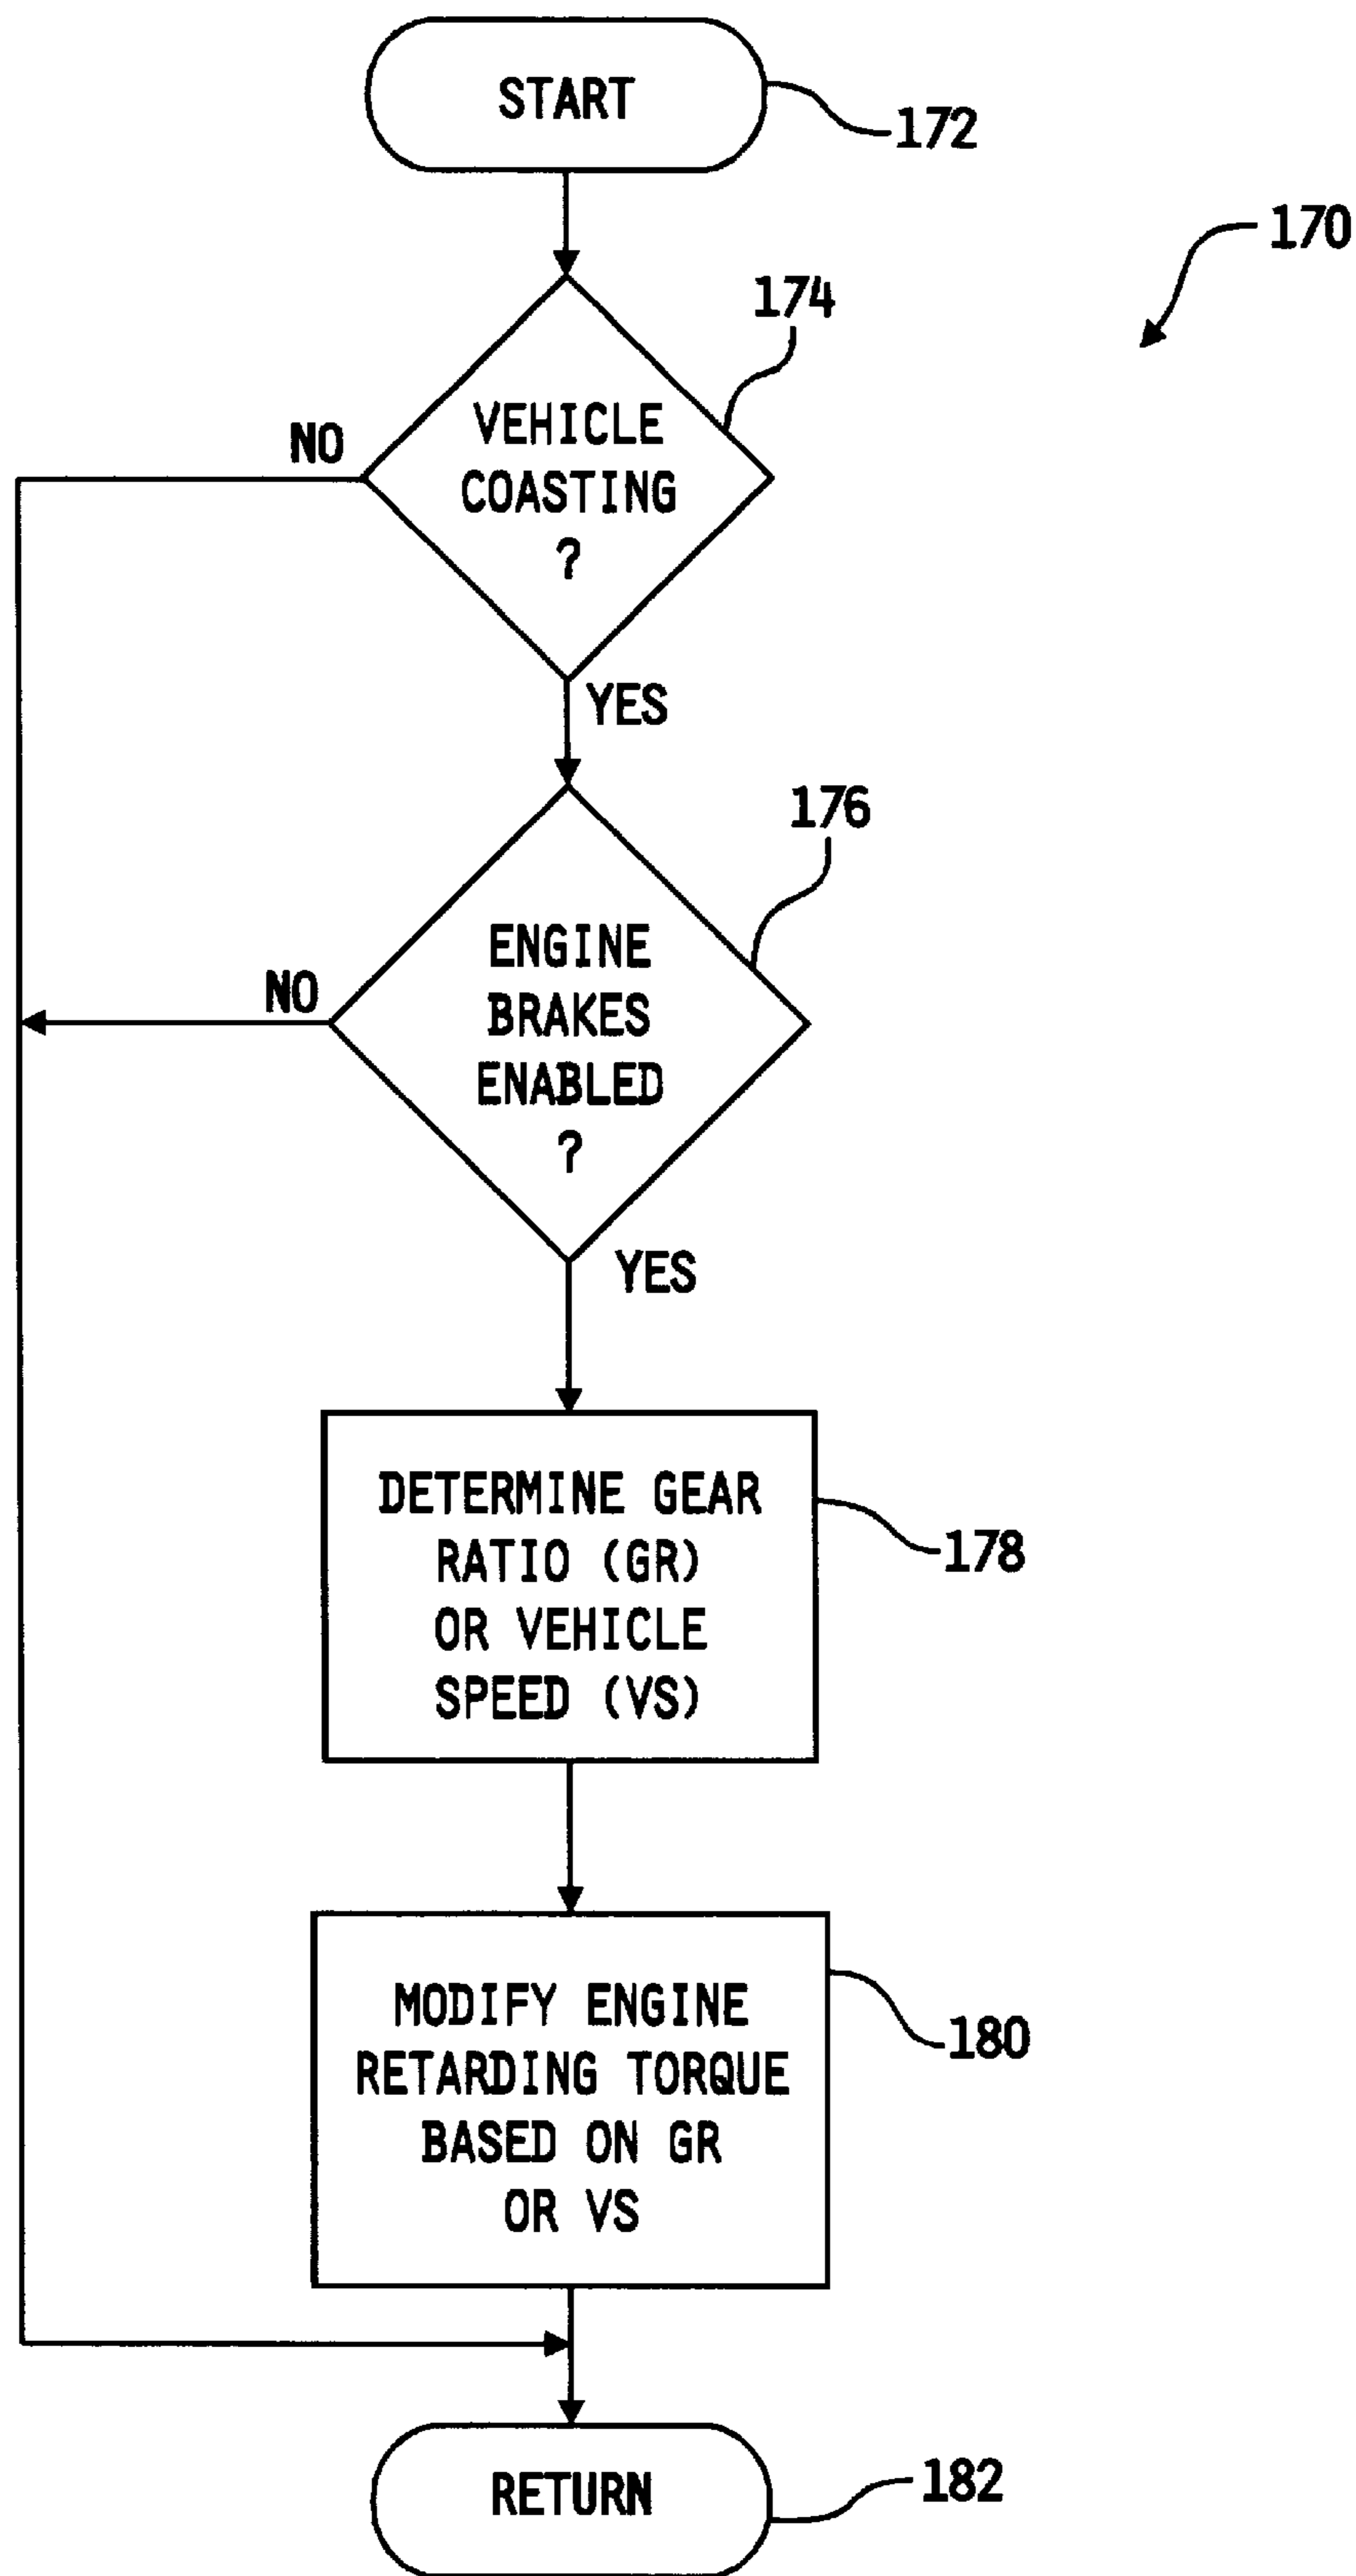 START
172
170
174
VEHICLE
COASTING
?
NO
YES
176
ENGINE
BRAKES
ENABLED
?
NO
YES
DETERMINE GEAR
RATIO (GR)
OR VEHICLE
SPEED (VS)
178
MODIFY ENGINE
RETARDING TORQUE
BASED ON GR
OR VS
180
RETURN
182